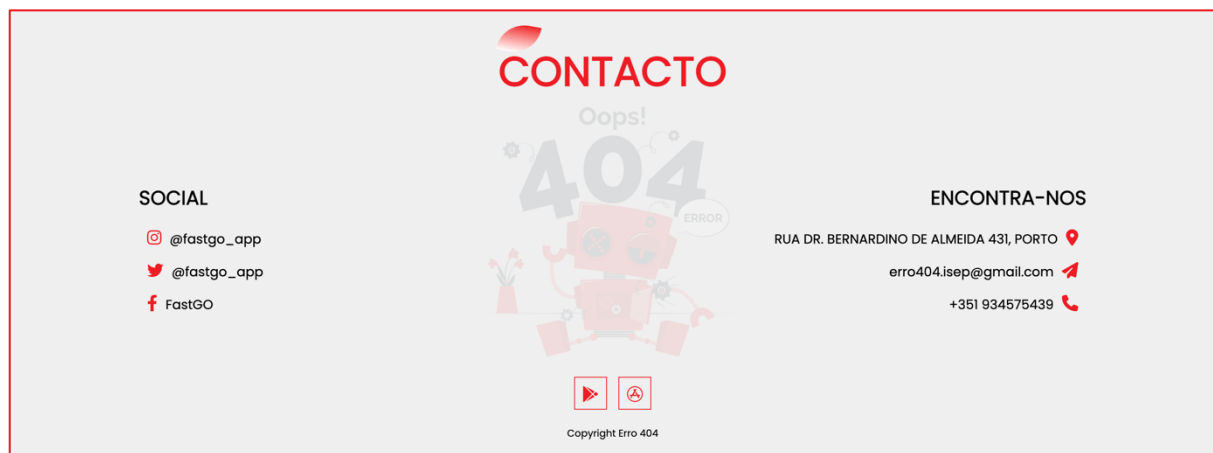 CONTACTO
Oops!
404
ERROR
SOCIAL
@fastgo_app
@fastgo_app
FastGO
ENCONTRA-NOS
RUA DR. BERNARDINO DE ALMEIDA 431, PORTO
erro404.isep@gmail.com
+351 934575439
Copyright Erro 404